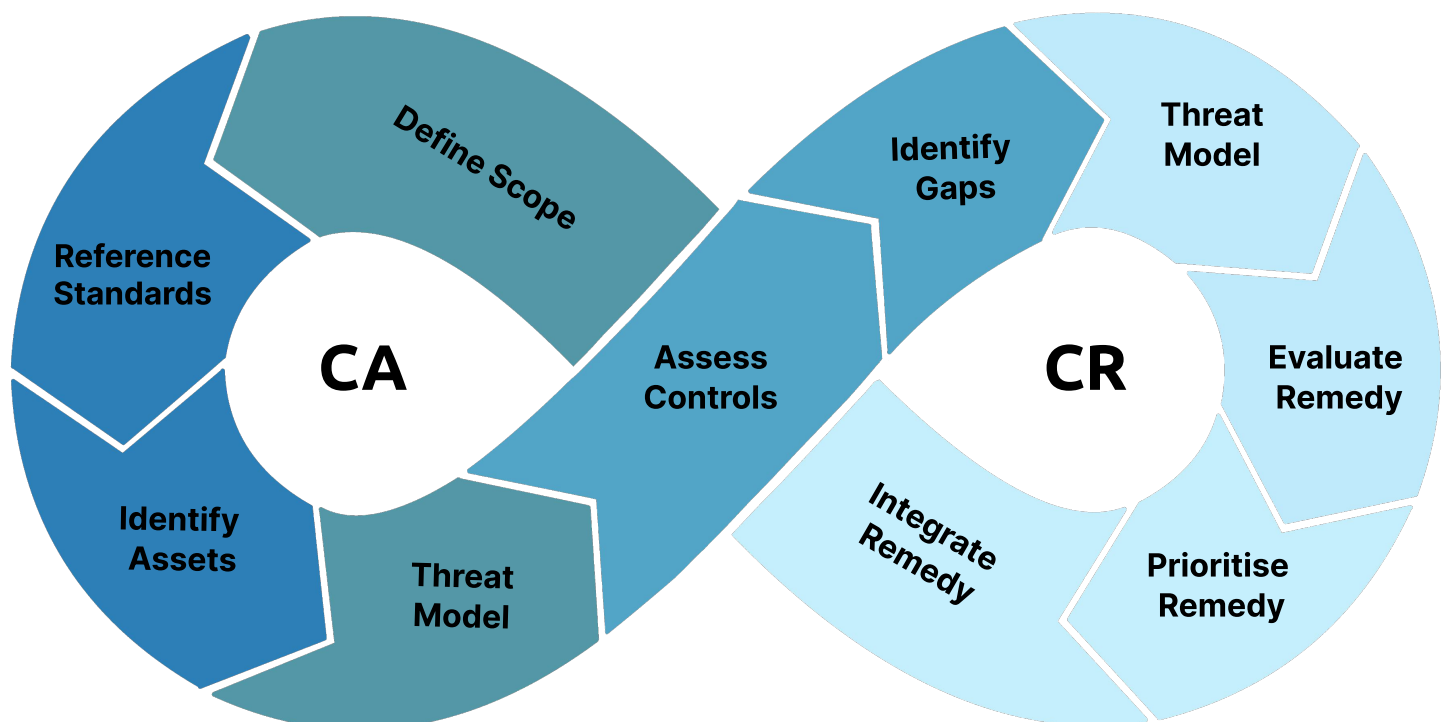 Define Scope
Reference
Standards
Identify
Assets
Threat
Model
Assess
Controls
Identify
Gaps
Threat
Model
Evaluate
Remedy
Prioritise
Remedy
Integrate
Remedy
CA
CR